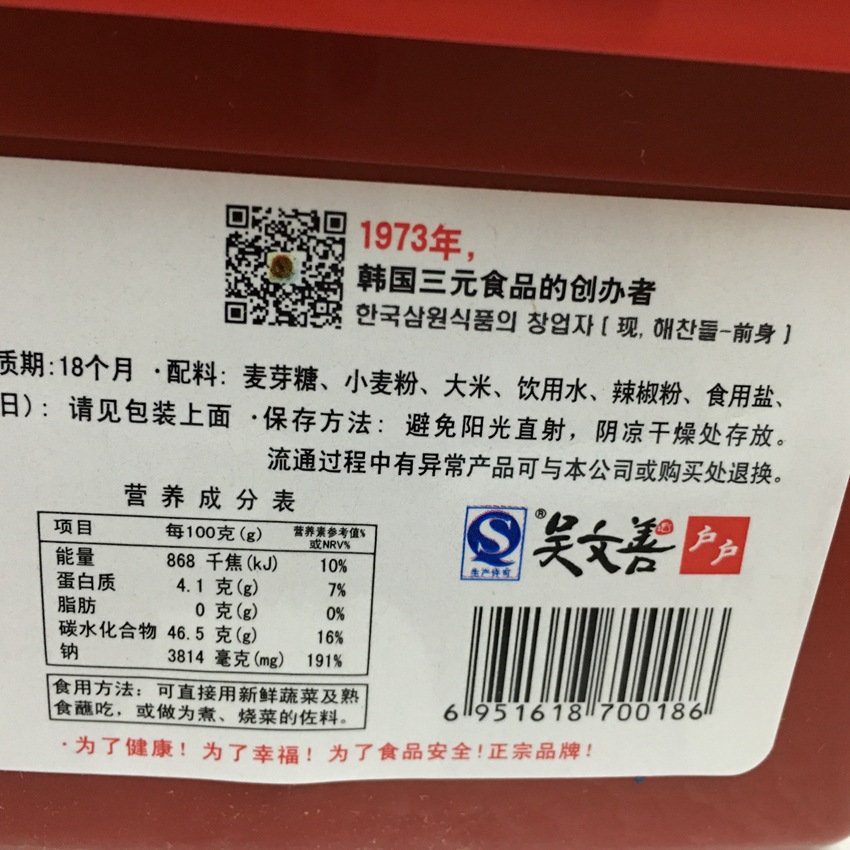 1973年,
韩国三元食品的创办者
한국삼원식품의 창업자 [ 现, 해찬들-前身 ]
质期:18个月 ·配料: 麦芽糖、小麦粉、大米、饮用水、辣椒粉、食用盐、
日): 请见包装上面 ·保存方法: 避免阳光直射, 阴凉干燥处存放。
流通过程中有异常产品可与本公司或购买处退换。
营养成分表
项目 每100克(g) 营养素参考值%
或NRV%
能量 868 千焦(kJ) 10%
蛋白质 4.1 克(g) 7%
脂肪 0 克(g) 0%
碳水化合物 46.5 克(g) 16%
钠 3814 毫克(mg) 191%
食用方法: 可直接用新鲜蔬菜及熟
食蘸吃, 或做为煮、烧菜的佐料。
·为了健康! 为了幸福! 为了食品安全!正宗品牌!
S
生产许可
®吴文善
户户
6 951618 700186